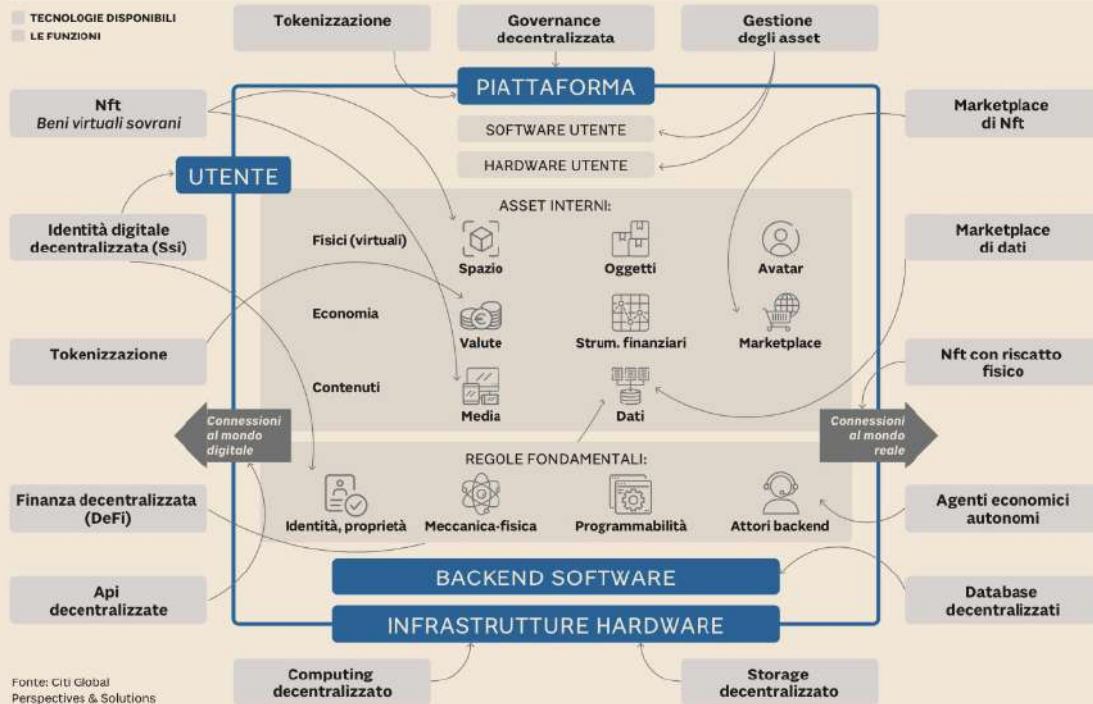 TECNOLOGIE DISPONIBILI
LE FUNZIONI
Tokenizzazione
Governance
decentralizzata
Gestione
degli asset
PIATTAFORMA
Nft
Beni virtuali sovrani
SOFTWARE UTENTE
Marketplace
di Nft
HARDWARE UTENTE
UTENTE
ASSET INTERNI:
Identità digitale
decentralizzata (Ssi)
Fisici (virtuali)
Spazio
Oggetti
Avatar
Marketplace
di dati
Economia
Valute
Strum. finanziari
Marketplace
Tokenizzazione
Nft con riscatto
fisico
Contenuti
Media
Dati
Connessioni
al mondo
digitale
Connessioni
al mondo
reale
REGOLE FONDAMENTALI:
Finanza decentralizzata
(DeFi)
Identità, proprietà
Meccanica-fisica
Programmabilità
Attori backend
Agenti economici
autonomi
BACKEND SOFTWARE
Api
decentralizzate
Database
decentralizzati
INFRASTRUTTURE HARDWARE
Computing
decentralizzato
Storage
decentralizzato
Fonte: Citi Global
Perspectives & Solutions